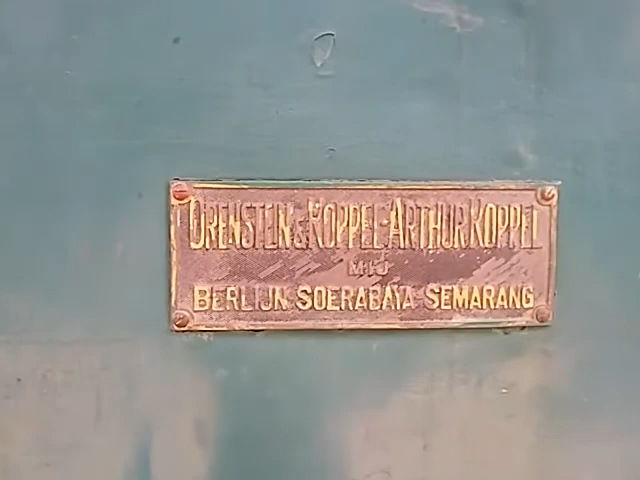 ORENSTEIN & KOPPEL-ARTHUR KOPPEL
MIJ
BERLIJN SOERABAYA SEMARANG